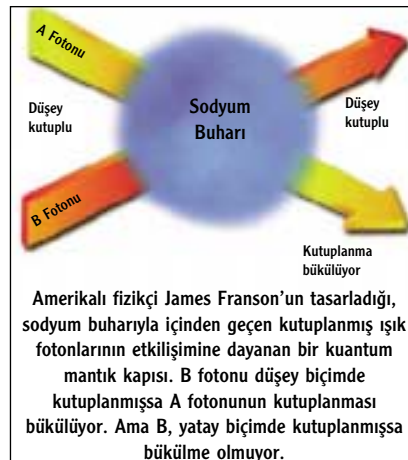 A Fotonu
Düşey
kutuplu
Sodyum
Buharı
Düşey
kutuplu
B Fotonu
Kutuplanma
bükülüyor
Amerikalı fizikçi James Franson'un tasarladığı,
sodyum buharıyla içinden geçen kutuplanmış ışık
fotonlarının etkilişimine dayanan bir kuantum
mantık kapısı. B fotonu düşey biçimde
kutuplanmışsa A fotonunun kutuplanması
bükülüyor. Ama B, yatay biçimde kutuplanmışsa
bükülme olmuyor.